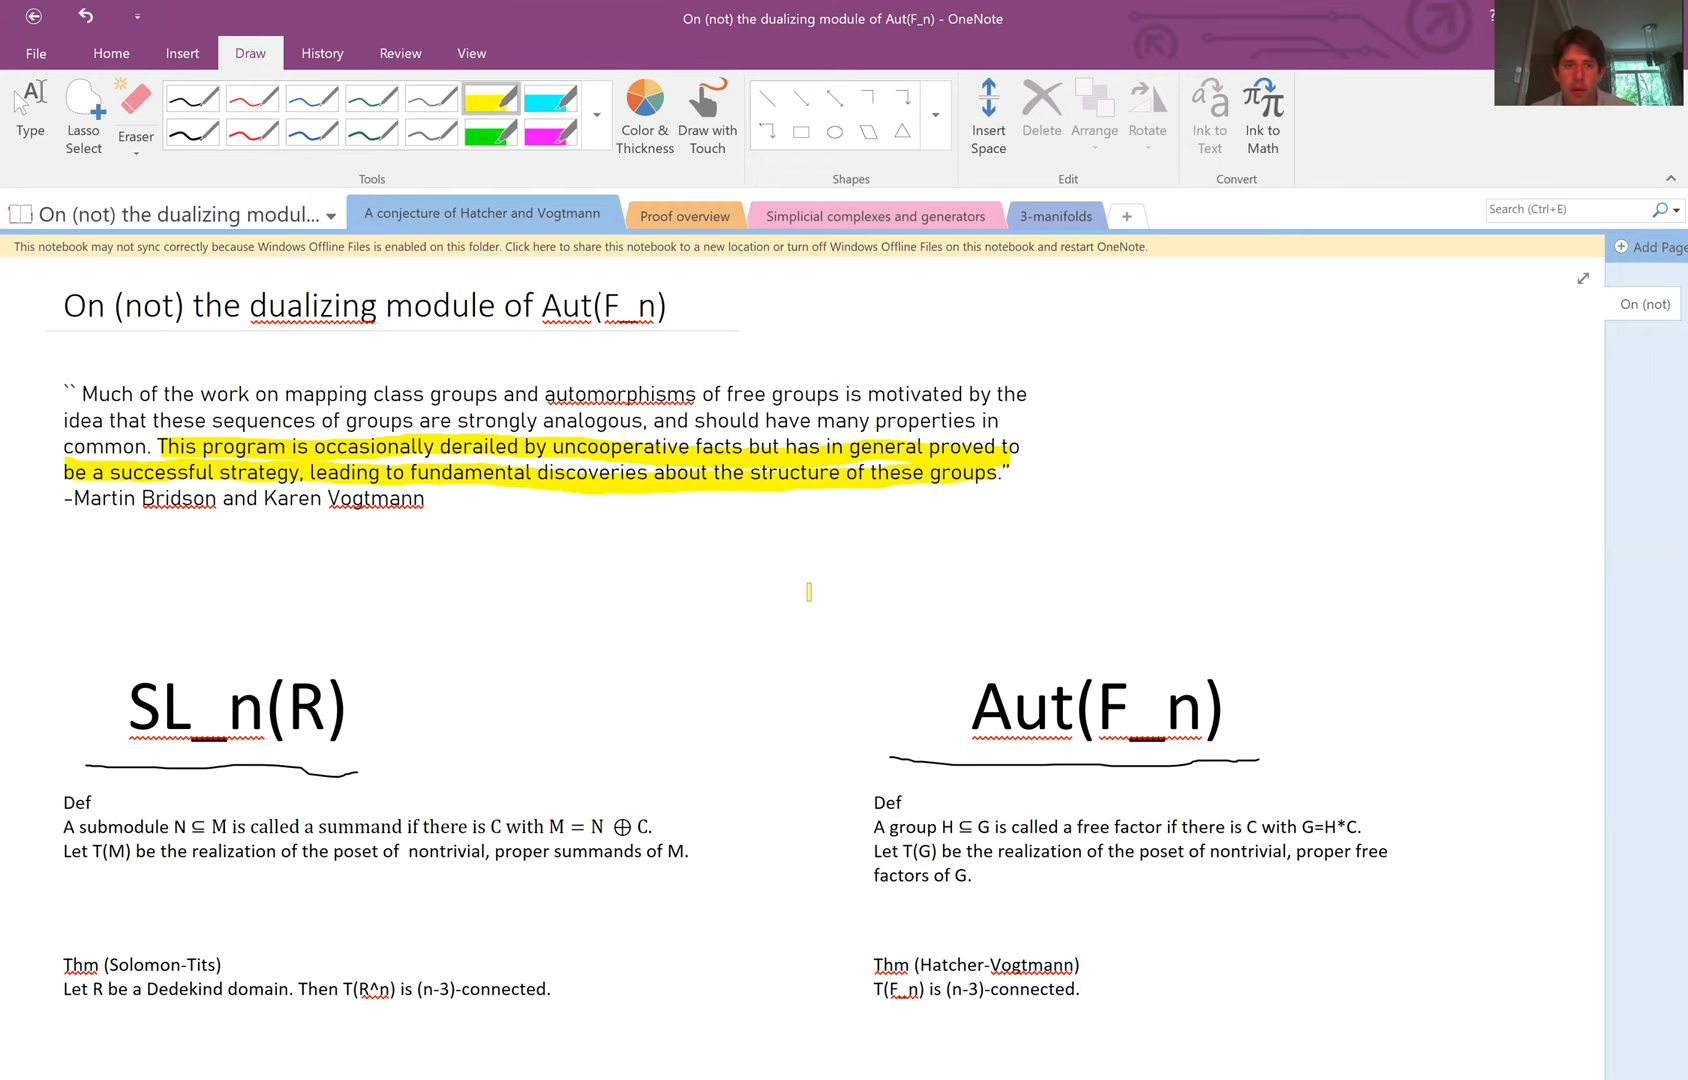 On (not) the dualizing module of Aut(F_n) - OneNote
?
File Home Insert Draw History Review View
Type
Lasso Select
Eraser
Color & Thickness
Draw with Touch
Insert Space
Delete
Arrange
Rotate
Ink to Text
Ink to Math
Tools Shapes Edit Convert
On (not) the dualizing modul... A conjecture of Hatcher and Vogtmann Proof overview Simplicial complexes and generators 3-manifolds + Search (Ctrl+E)
This notebook may not sync correctly because Windows Offline Files is enabled on this folder. Click here to share this notebook to a new location or turn off Windows Offline Files on this notebook and restart OneNote.
Add Page
On (not)
On (not) the dualizing module of Aut(F_n)
`` Much of the work on mapping class groups and automorphisms of free groups is motivated by the
idea that these sequences of groups are strongly analogous, and should have many properties in
common. This program is occasionally derailed by uncooperative facts but has in general proved to
be a successful strategy, leading to fundamental discoveries about the structure of these groups.”
-Martin Bridson and Karen Vogtmann
SL_n(R)
Def
A submodule N ⊆ M is called a summand if there is C with M = N ⊕ C.
Let T(M) be the realization of the poset of nontrivial, proper summands of M.
Thm (Solomon-Tits)
Let R be a Dedekind domain. Then T(R^n) is (n-3)-connected.
Aut(F_n)
Def
A group H ⊆ G is called a free factor if there is C with G=H*C.
Let T(G) be the realization of the poset of nontrivial, proper free
factors of G.
Thm (Hatcher-Vogtmann)
T(F_n) is (n-3)-connected.